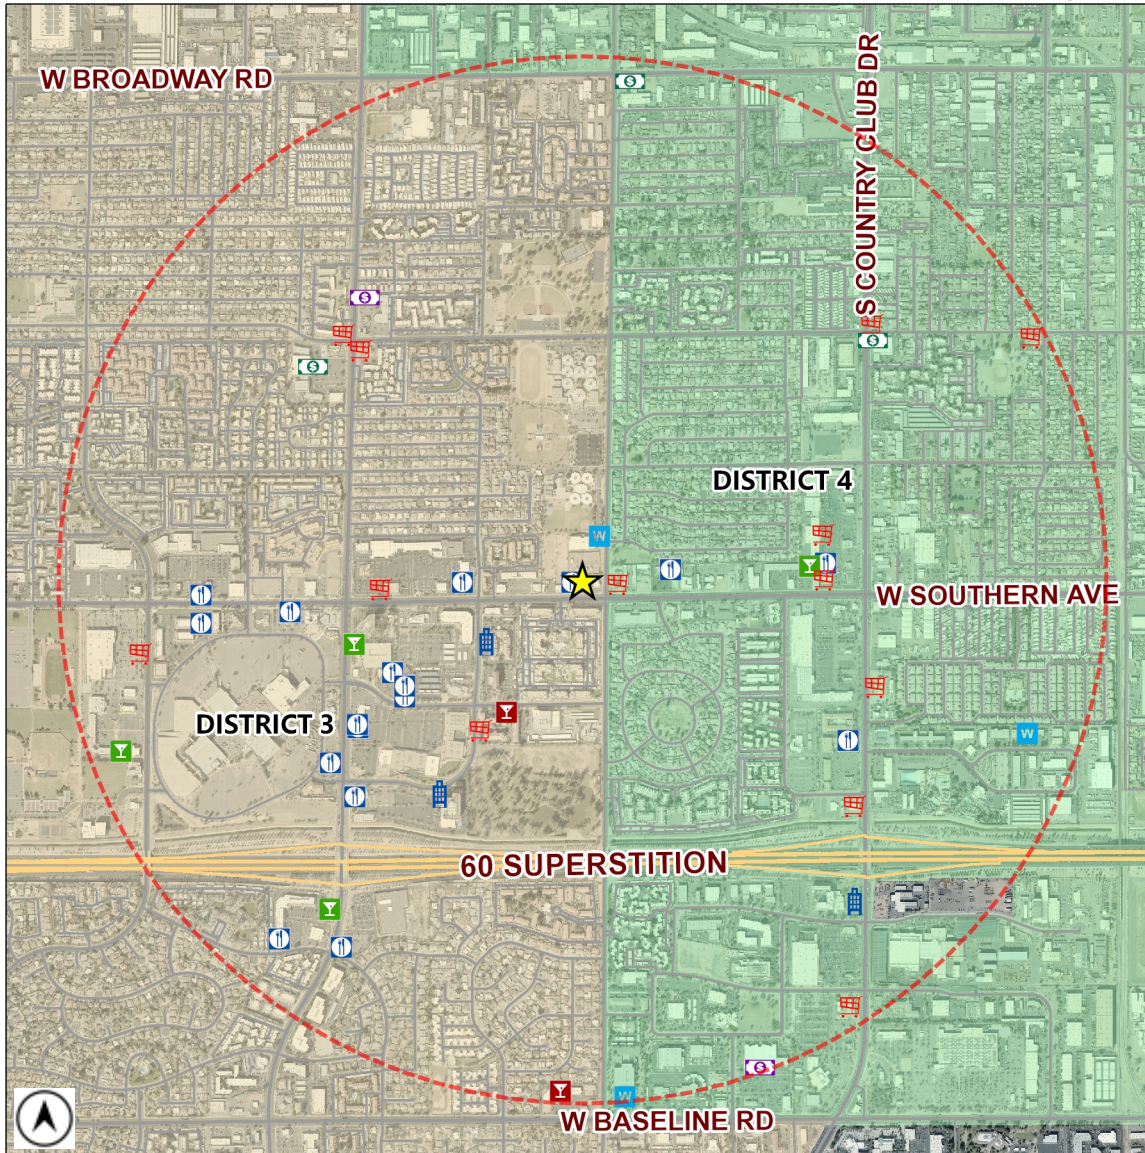 W BROADWAY RD
S COUNTRY CLUB DR
$
$
$
$
DISTRICT 4
W
W SOUTHERN AVE
DISTRICT 3
W
60 SUPERSTITION
$
W
W BASELINE RD